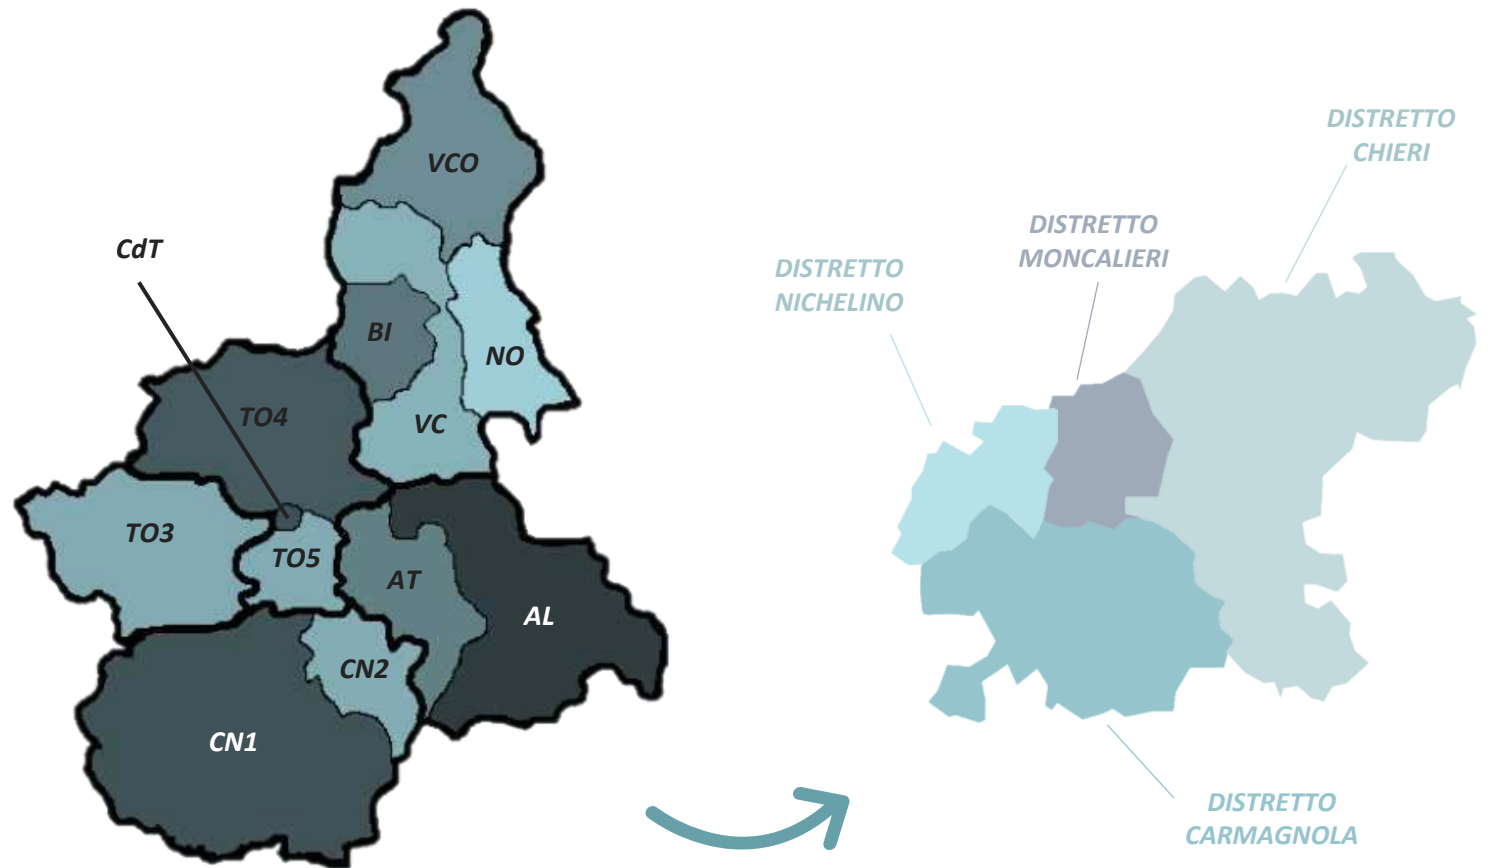 VCO
CdT
BI
NO
TO4
VC
TO3
TO5
AT
AL
CN2
CN1
DISTRETTO
CHIERI
DISTRETTO
MONCALIERI
DISTRETTO
NICHELINO
DISTRETTO
CARMAGNOLA